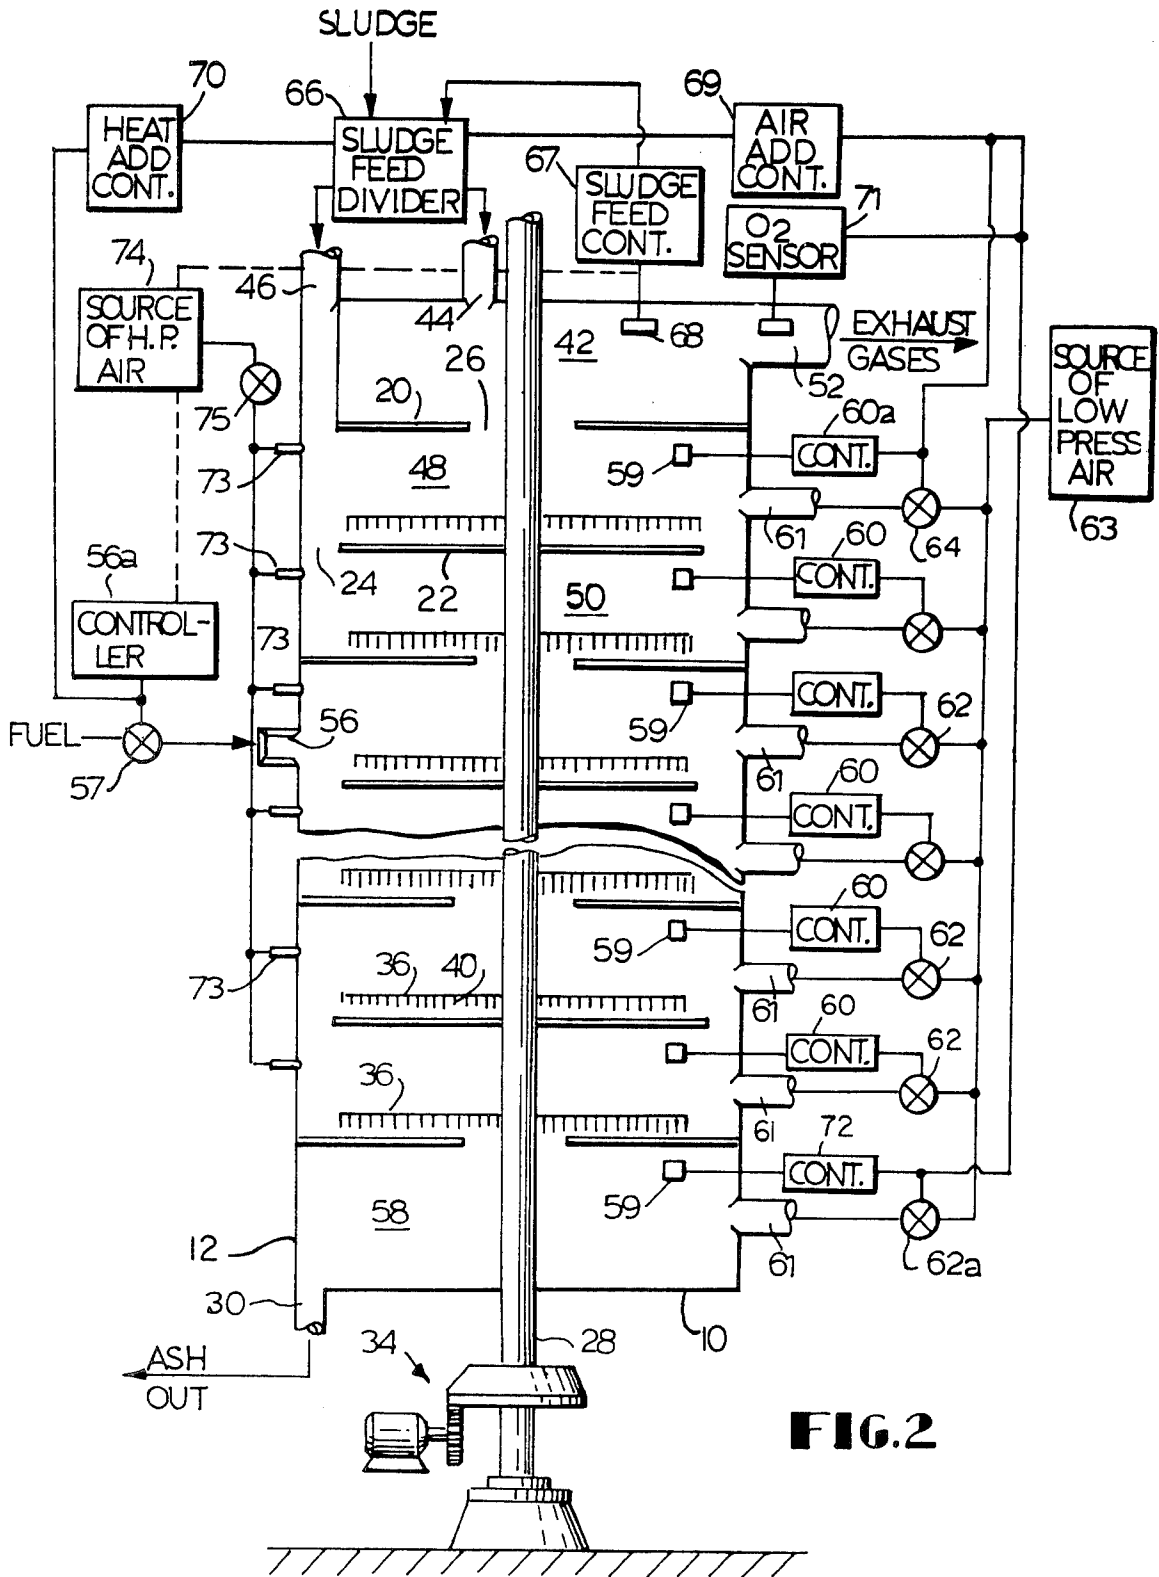 SLUDGE
70
66
69
HEAT
ADD
CONT.
SLUDGE
FEED
DIVIDER
AIR
ADD
CONT.
67
SLUDGE
FEED
CONT.
71
O2
SENSOR
74
46
44
SOURCE
OF H.P.
AIR
42
68
EXHAUST
GASES
52
SOURCE
OF
LOW
PRESS
AIR
26
20
75
60a
CONT.
48
59
73
61
64
63
73
56a
24
22
50
60
CONT.
CONTROL-
LER
73
CONT.
62
FUEL
56
59
57
61
60
CONT.
60
CONT.
59
62
73
36
40
61
60
CONT.
62
36
61
72
CONT.
59
58
12
61
62a
30
10
28
34
ASH
OUT
FIG.2